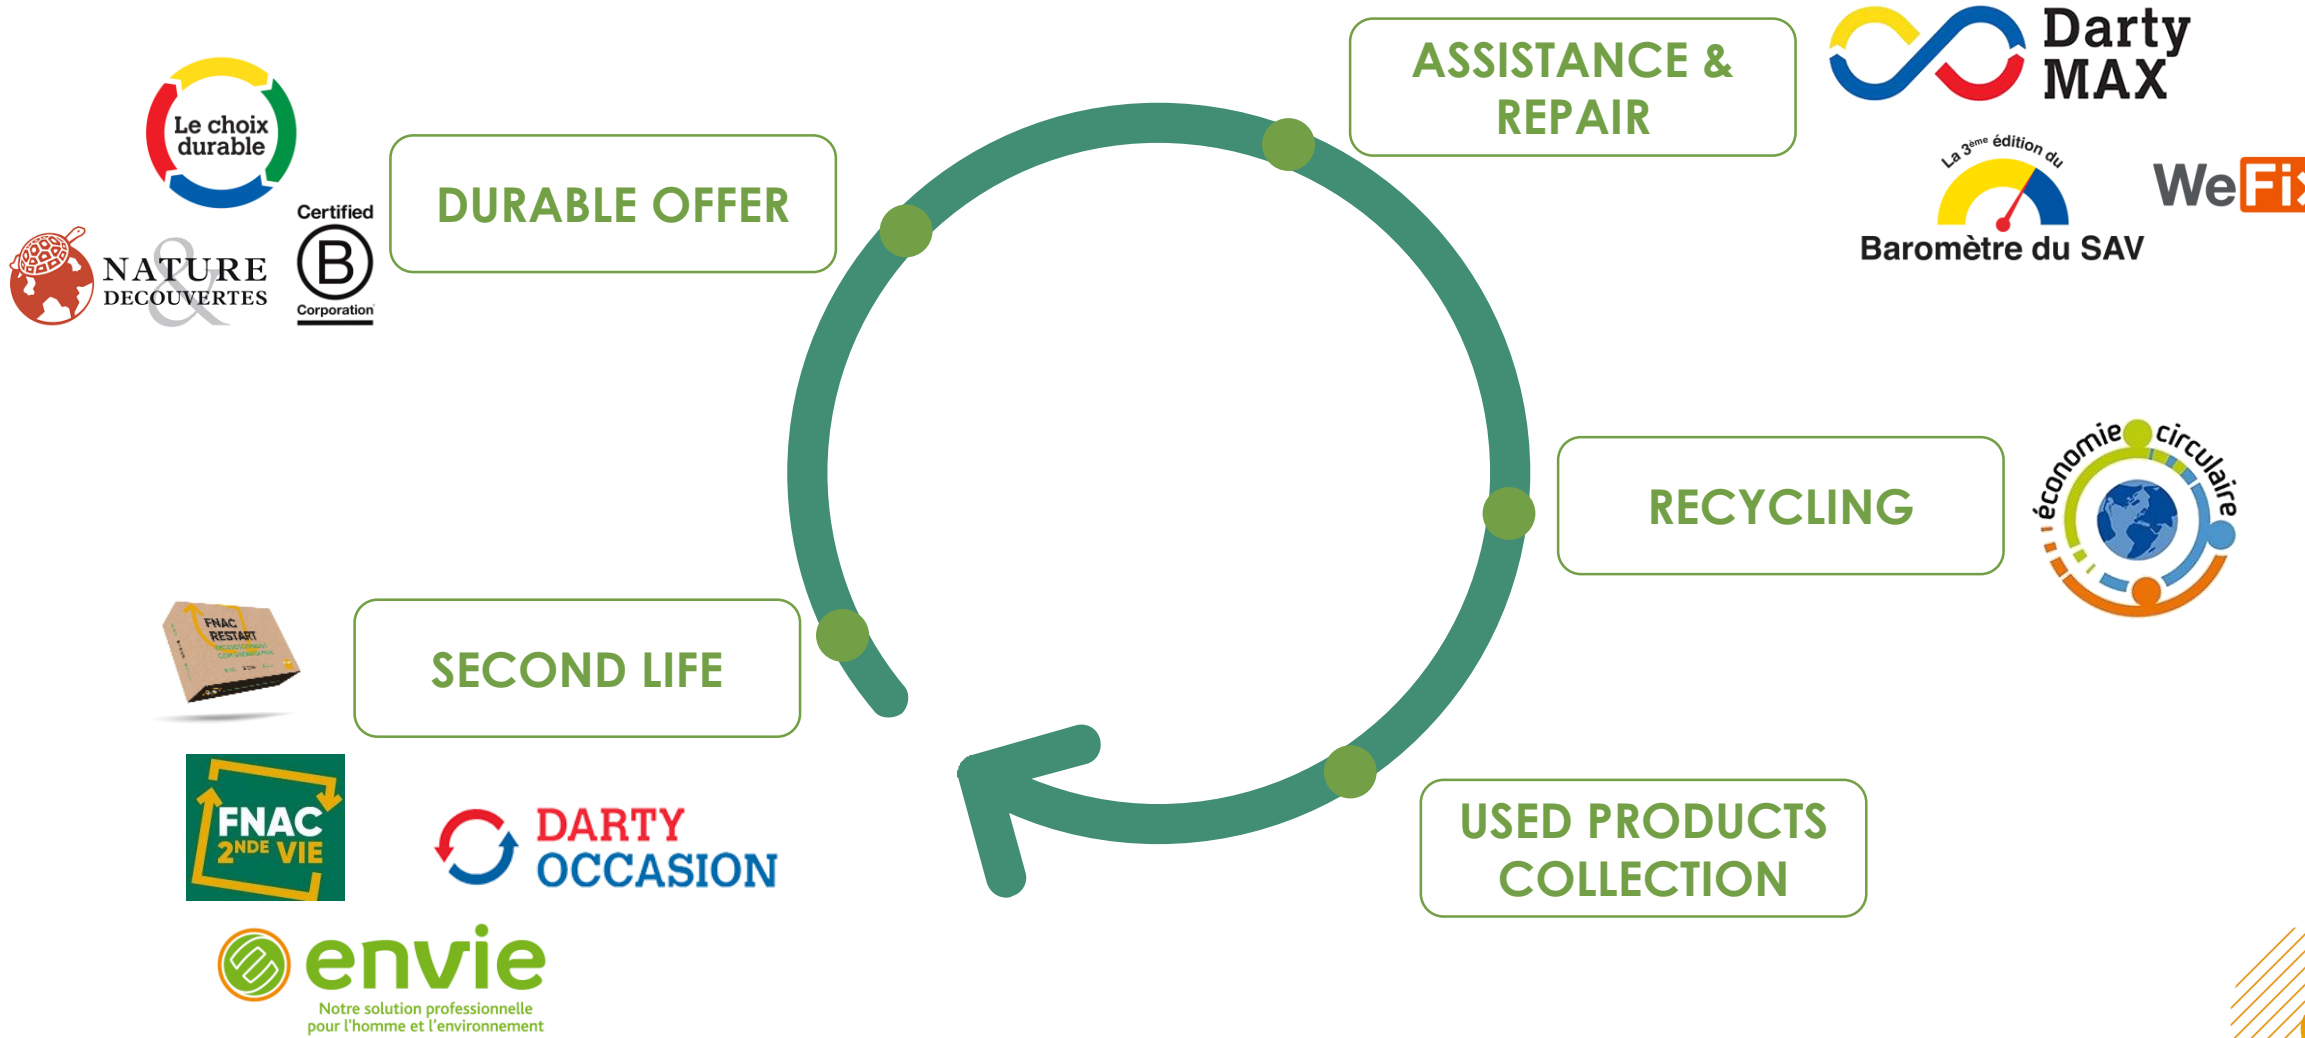 Le choix
durable
NATURE
&
DECOUVERTES
Certified
B
Corporation
DURABLE OFFER
ASSISTANCE &
REPAIR
Darty
MAX
La 3ème édition du
Baromètre du SAV
WeFix
RECYCLING
économie circulaire
SECOND LIFE
FNAC
RESTART
FNAC
2NDE VIE
DARTY
OCCASION
envie
Notre solution professionnelle
pour l'homme et l'environnement
USED PRODUCTS
COLLECTION